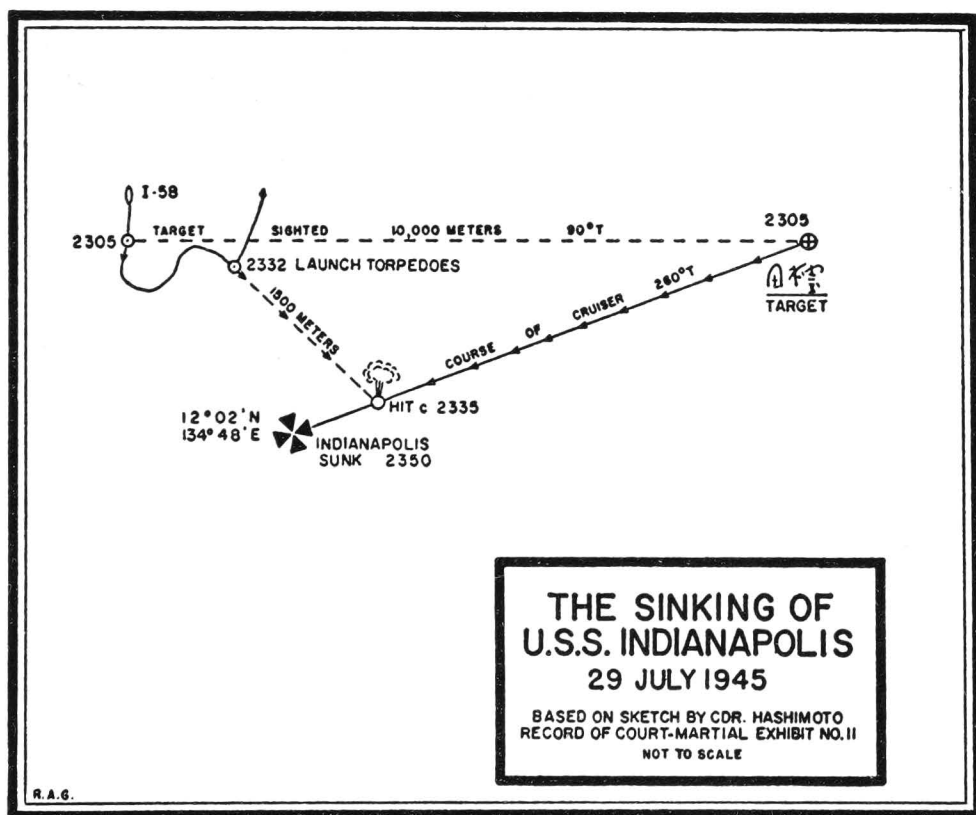 I-58
2305
TARGET SIGHTED 10,000 METERS 90°T
2305
TARGET
2332 LAUNCH TORPEDOES
1500 METERS
COURSE OF CRUISER 260°T
HIT c 2335
12°02'N
134°48'E
INDIANAPOLIS
SUNK 2350
THE SINKING OF
U.S.S. INDIANAPOLIS
29 JULY 1945
BASED ON SKETCH BY CDR. HASHIMOTO
RECORD OF COURT-MARTIAL EXHIBIT NO.11
NOT TO SCALE
R.A.G.